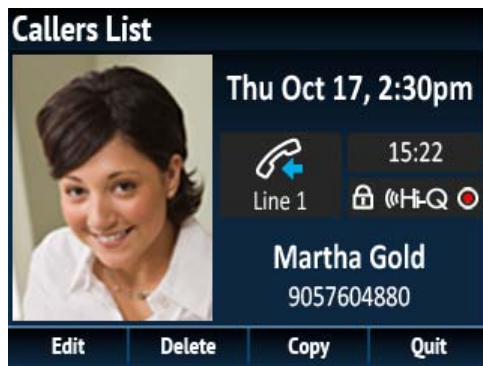 Callers List
Thu Oct 17, 2:30pm
15:22
Line 1
Hi-Q
Martha Gold
9057604880
Edit Delete Copy Quit